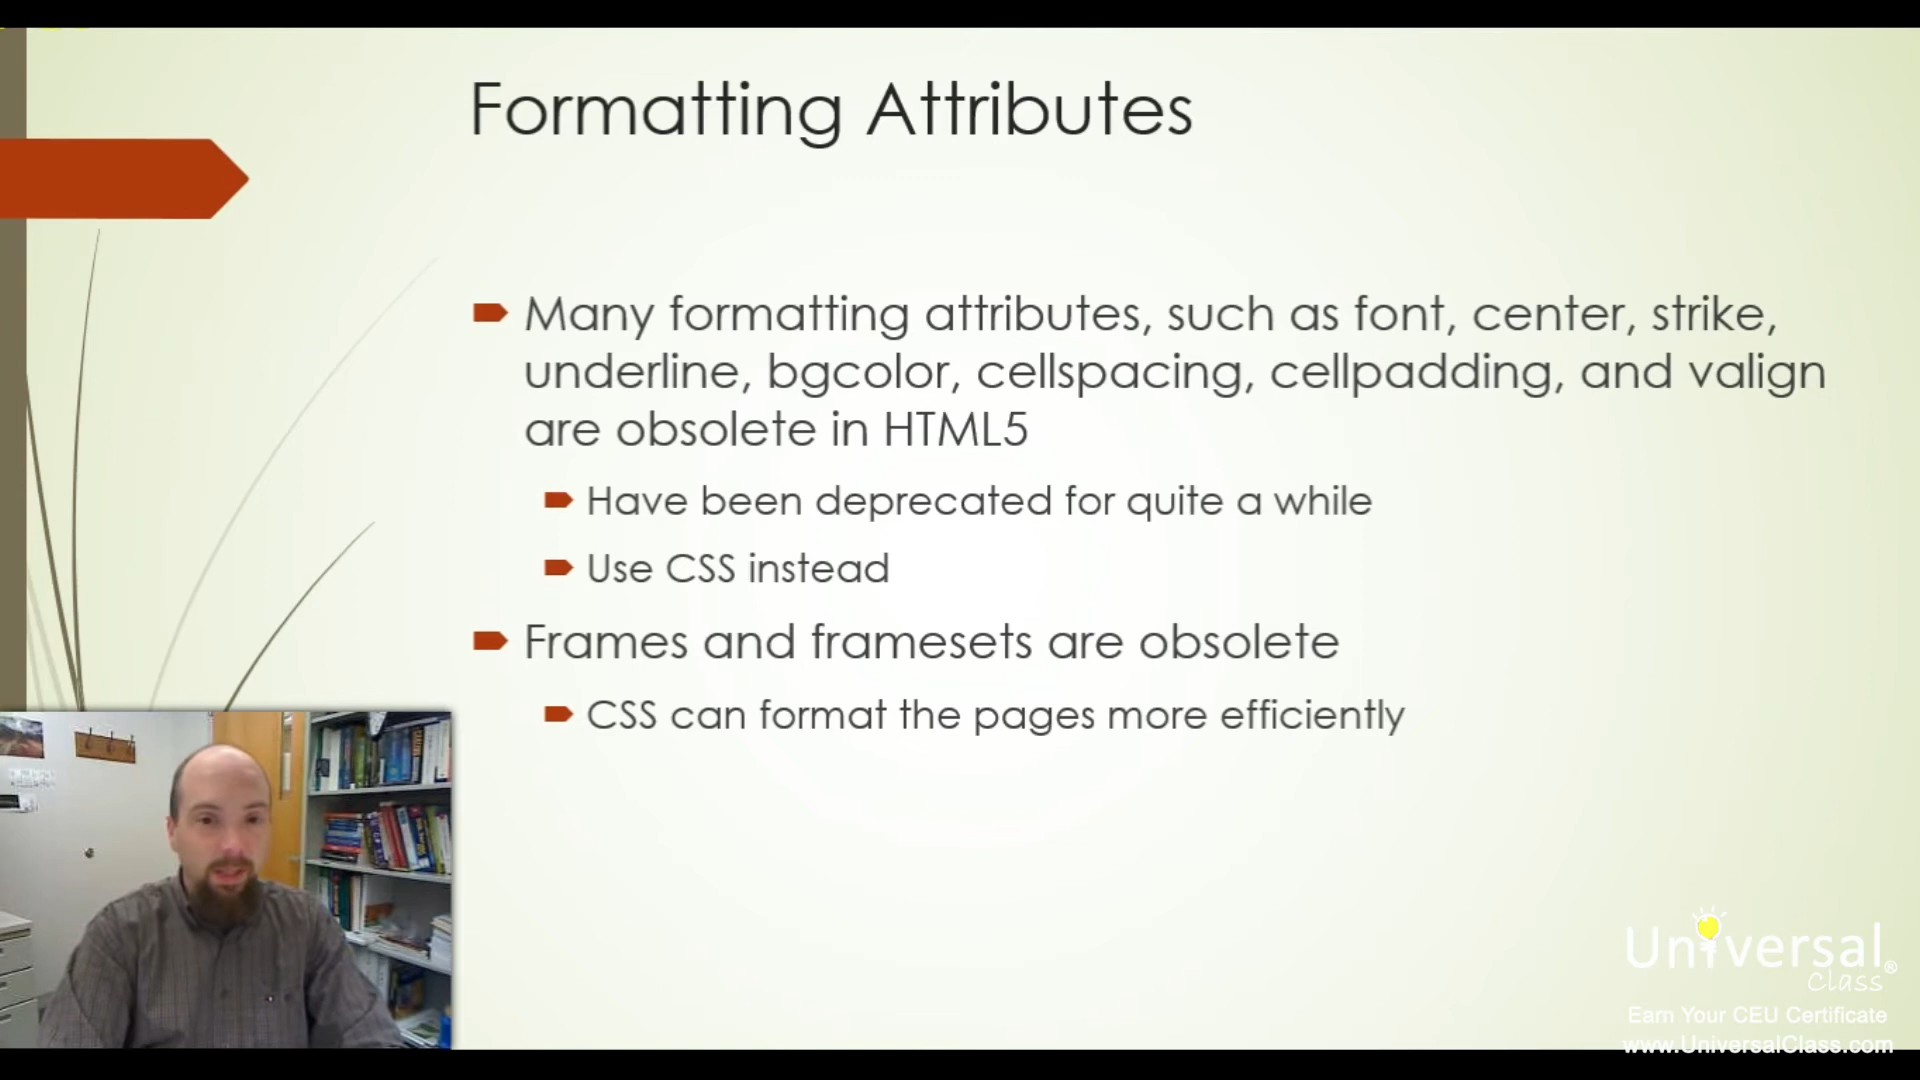 Formatting Attributes
Many formatting attributes, such as font, center, strike,
underline, bgcolor, cellspacing, cellpadding, and valign
are obsolete in HTML5
Have been deprecated for quite a while
Use CSS instead
Frames and framesets are obsolete
CSS can format the pages more efficiently
Universal®
Class
Earn Your CEU Certificate
www.UniversalClass.com